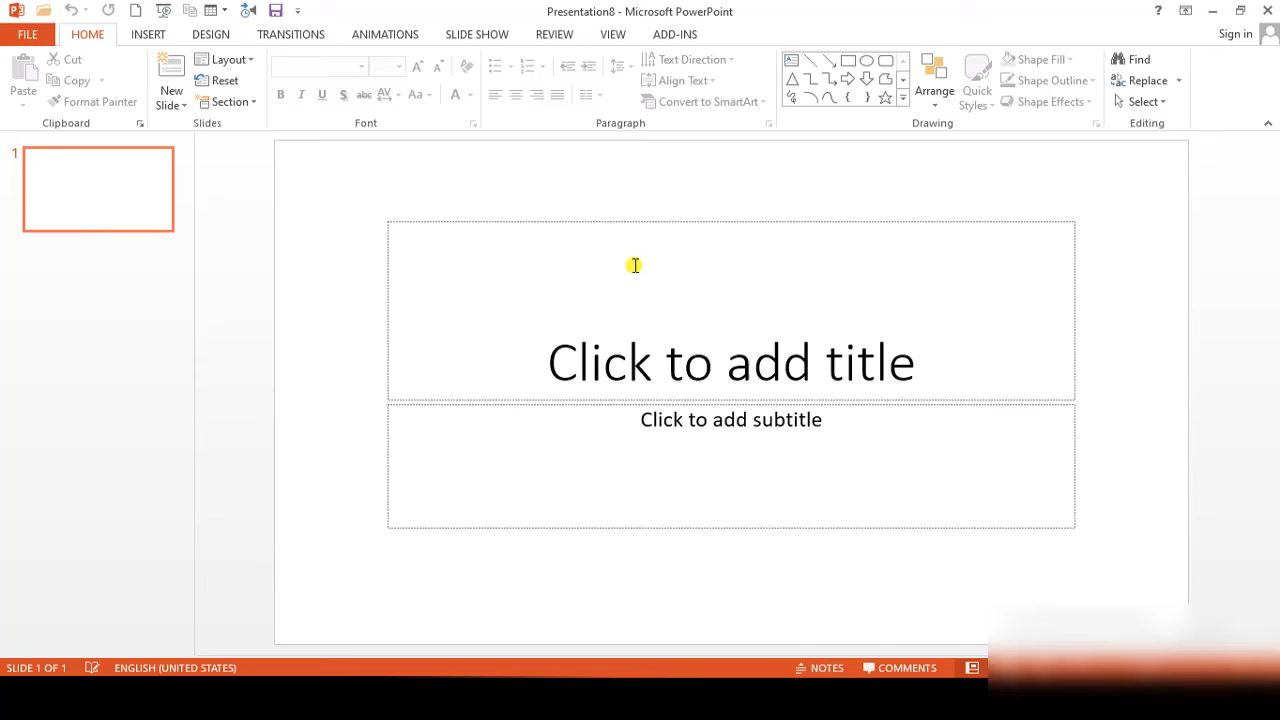 Presentation8 - Microsoft PowerPoint
?
FILE HOME INSERT DESIGN TRANSITIONS ANIMATIONS SLIDE SHOW REVIEW VIEW ADD-INS Sign in
Paste
Cut
Copy
Format Painter
Clipboard
New
Slide
Layout
Reset
Section
Slides
B I U S abc AV Aa A
Font
Text Direction
Align Text
Convert to SmartArt
Paragraph
Arrange
Quick
Styles
Shape Fill
Shape Outline
Shape Effects
Drawing
Find
Replace
Select
Editing
1
Click to add title
Click to add subtitle
SLIDE 1 OF 1 ENGLISH (UNITED STATES) NOTES COMMENTS